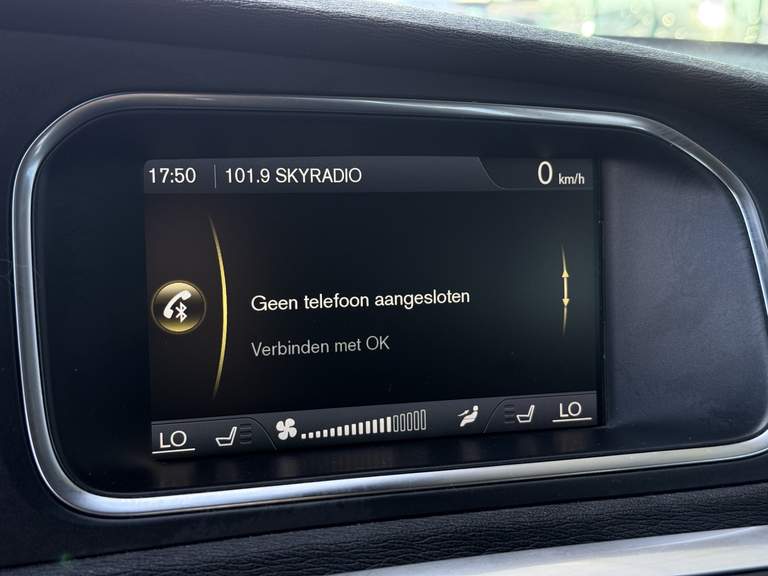 17:50 101.9 SKYRADIO 0 km/h
Geen telefoon aangesloten
Verbinden met OK
LO LO